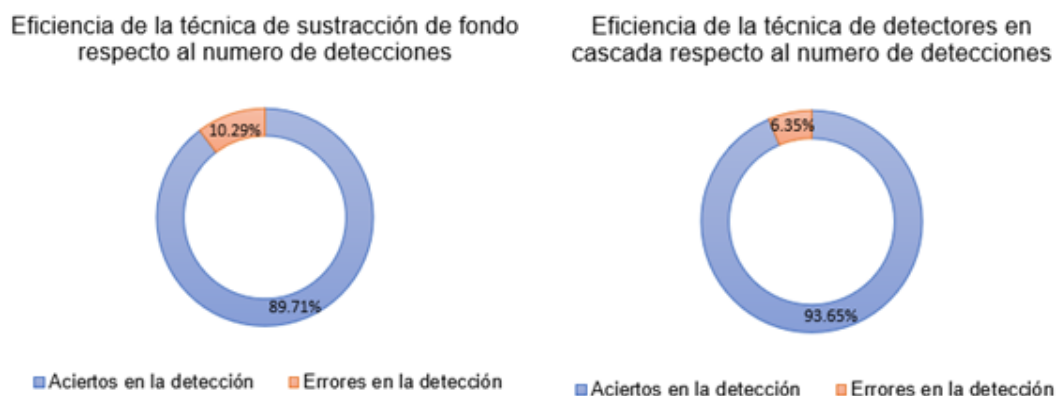 Eficiencia de la técnica de sustracción de fondo
respecto al numero de detecciones
10.29%
89.71%
Aciertos en la detección
Errores en la detección
Eficiencia de la técnica de detectores en
cascada respecto al numero de detecciones
6.35%
93.65%
Aciertos en la detección
Errores en la detección